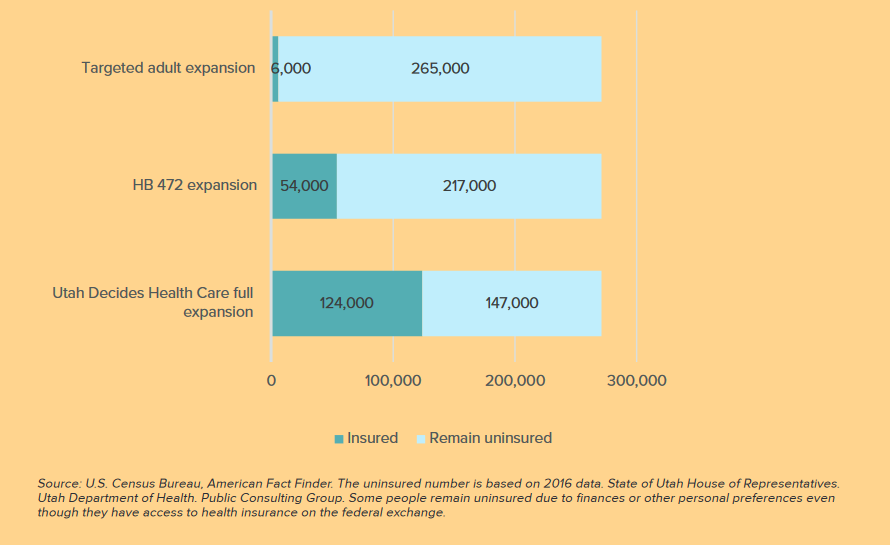 Targeted adult expansion 6,000 265,000
HB 472 expansion 54,000 217,000
Utah Decides Health Care full
expansion 124,000 147,000
0 100,000 200,000 300,000
Insured Remain uninsured
Source: U.S. Census Bureau, American Fact Finder. The uninsured number is based on 2016 data. State of Utah House of Representatives.
Utah Department of Health. Public Consulting Group. Some people remain uninsured due to finances or other personal preferences even
though they have access to health insurance on the federal exchange.